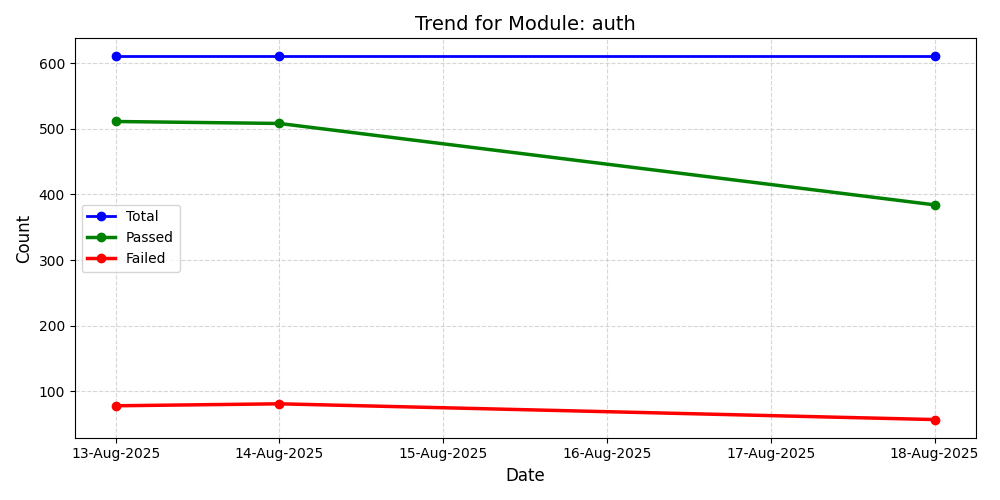 Trend for Module: auth
600
500
400
300
200
100
Count
Total
Passed
Failed
13-Aug-2025
14-Aug-2025
15-Aug-2025
16-Aug-2025
17-Aug-2025
18-Aug-2025
Date